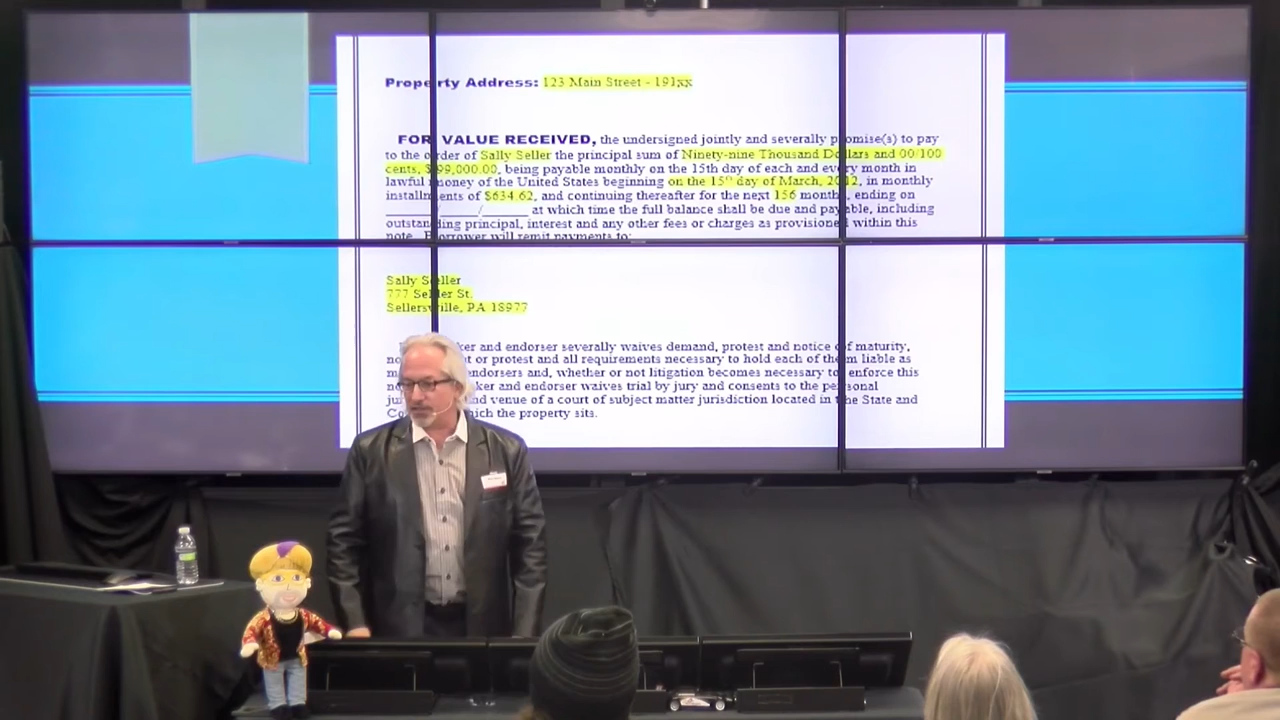 Property Address: 123 Main Street - 191xx
FOR VALUE RECEIVED, the undersigned jointly and severally promise(s) to pay
to the order of Sally Seller the principal sum of Ninety-nine Thousand Dollars and 00/100
cents, $99,000.00, being payable monthly on the 15th day of each and every month in
lawful money of the United States beginning on the 15th day of March, 2012, in monthly
installments of $634.62, and continuing thereafter for the next 156 months, ending on
______/______/______ at which time the full balance shall be due and payable, including
outstanding principal, interest and any other fees or charges as provisioned within this
note. Borrower will remit payments to:
Sally Seller
777 Seller St.
Sellersville, PA 18977
ker and endorser severally waives demand, protest and notice of maturity,
t or protest and all requirements necessary to hold each of them liable as
endorsers and, whether or not litigation becomes necessary to enforce this
ker and endorser waives trial by jury and consents to the personal
nd venue of a court of subject matter jurisdiction located in the State and
hich the property sits.